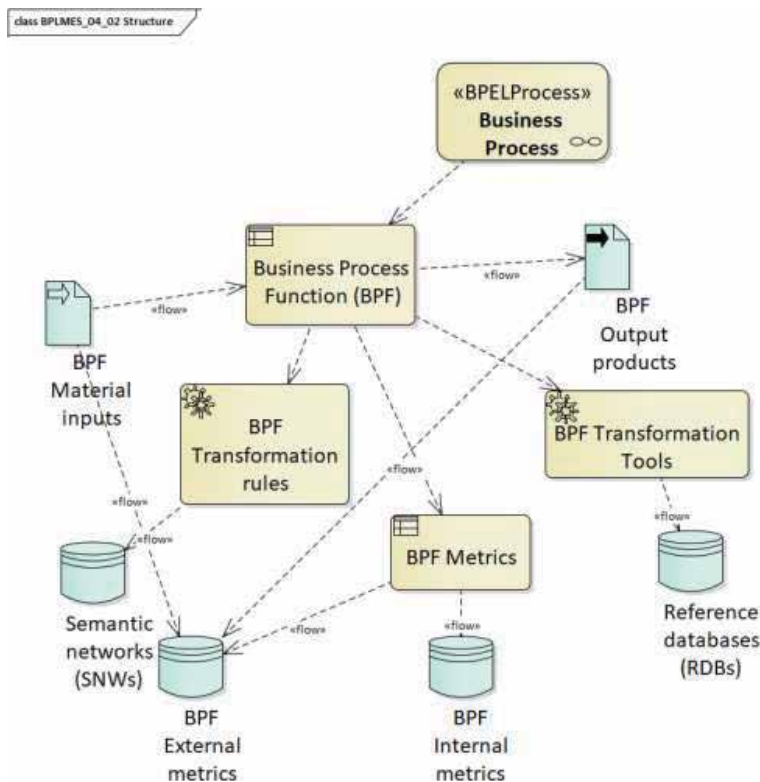 class BPLMES_04_02 Structure
«BPELProcess»
Business
Process
Business Process
Function (BPF)
«flow»
«flow»
BPF
Output
products
BPF
Material
inputs
BPF
Transformation
rules
BPF Transformation
Tools
«flow»
«flow»
«flow»
«flow»
BPF Metrics
Semantic
networks
(SNWs)
«flow»
«flow»
Reference
databases
(RDBs)
BPF
External
metrics
BPF
Internal
metrics